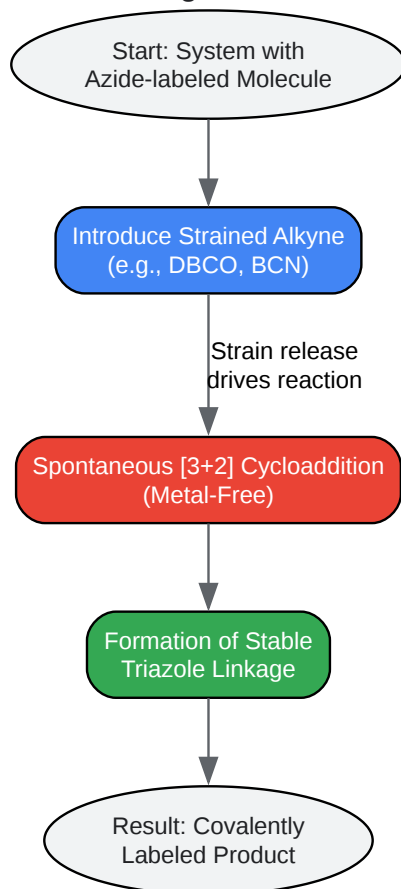 Start: System with
Azide-labeled Molecule
Introduce Strained Alkyne
(e.g., DBCO, BCN)
Strain release
drives reaction
Spontaneous [3+2] Cycloaddition
(Metal-Free)
Formation of Stable
Triazole Linkage
Result: Covalently
Labeled Product